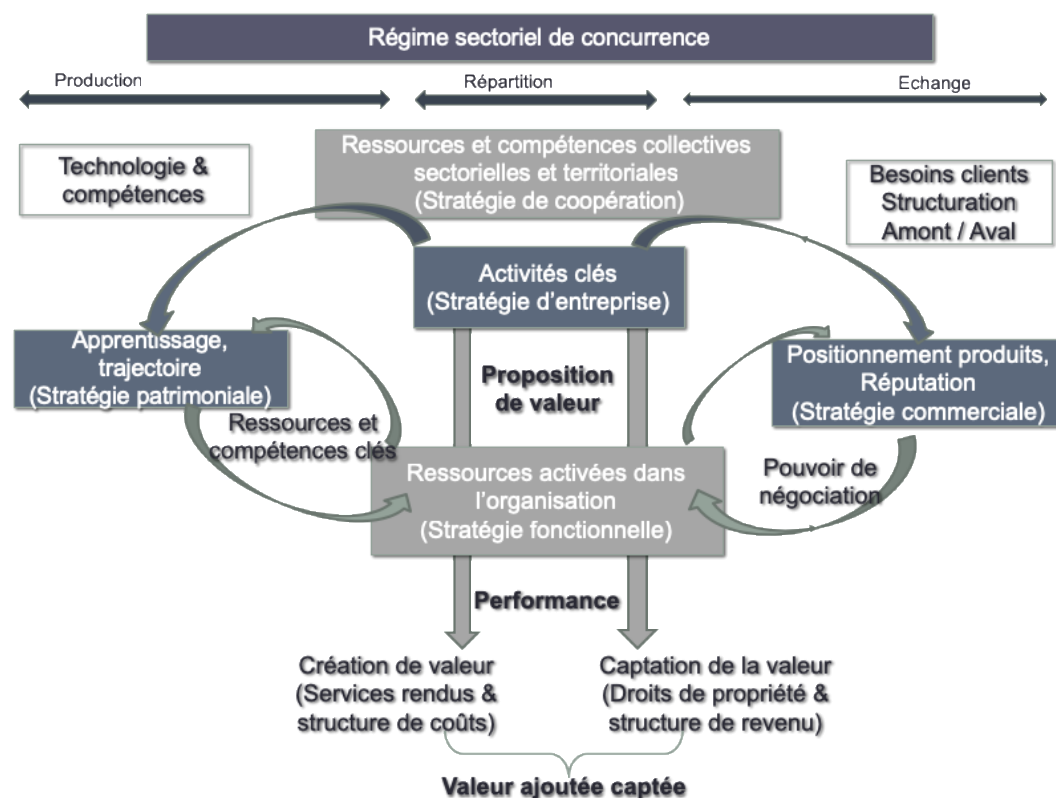 Régime sectoriel de concurrence
Production
Répartition
Echange
Technologie &
compétences
Ressources et compétences collectives
sectorielles et territoriales
(Stratégie de coopération)
Besoins clients
Structuration
Amont / Aval
Activités clés
(Stratégie d'entreprise)
Apprentissage,
trajectoire
(Stratégie patrimoniale)
Proposition
de valeur
Positionnement produits,
Réputation
(Stratégie commerciale)
Ressources et
compétences clés
Ressources activées dans
l'organisation
(Stratégie fonctionnelle)
Pouvoir de
négociation
Performance
Création de valeur
(Services rendus &
structure de coûts)
Captation de la valeur
(Droits de propriété &
structure de revenu)
Valeur ajoutée captée